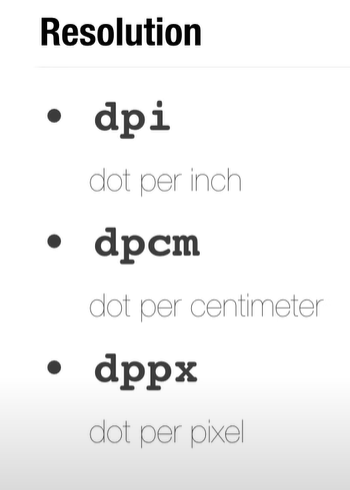 Resolution
• dpi
dot per inch
• dpcm
dot per centimeter
• dppx
dot per pixel